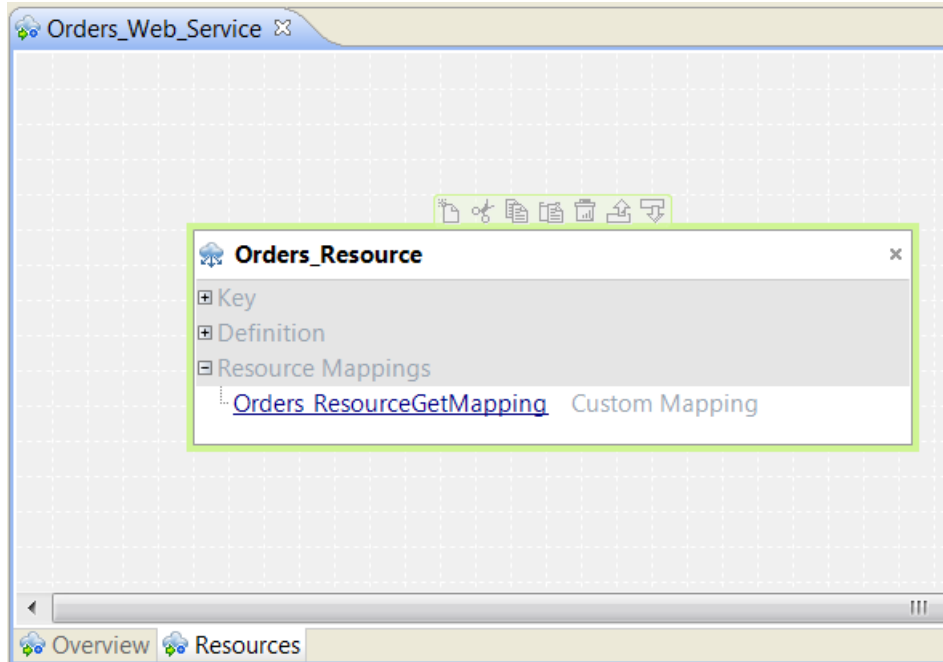 Orders_Web_Service
Orders_Resource
Key
Definition
Resource Mappings
Orders_ResourceGetMapping Custom Mapping
Overview Resources